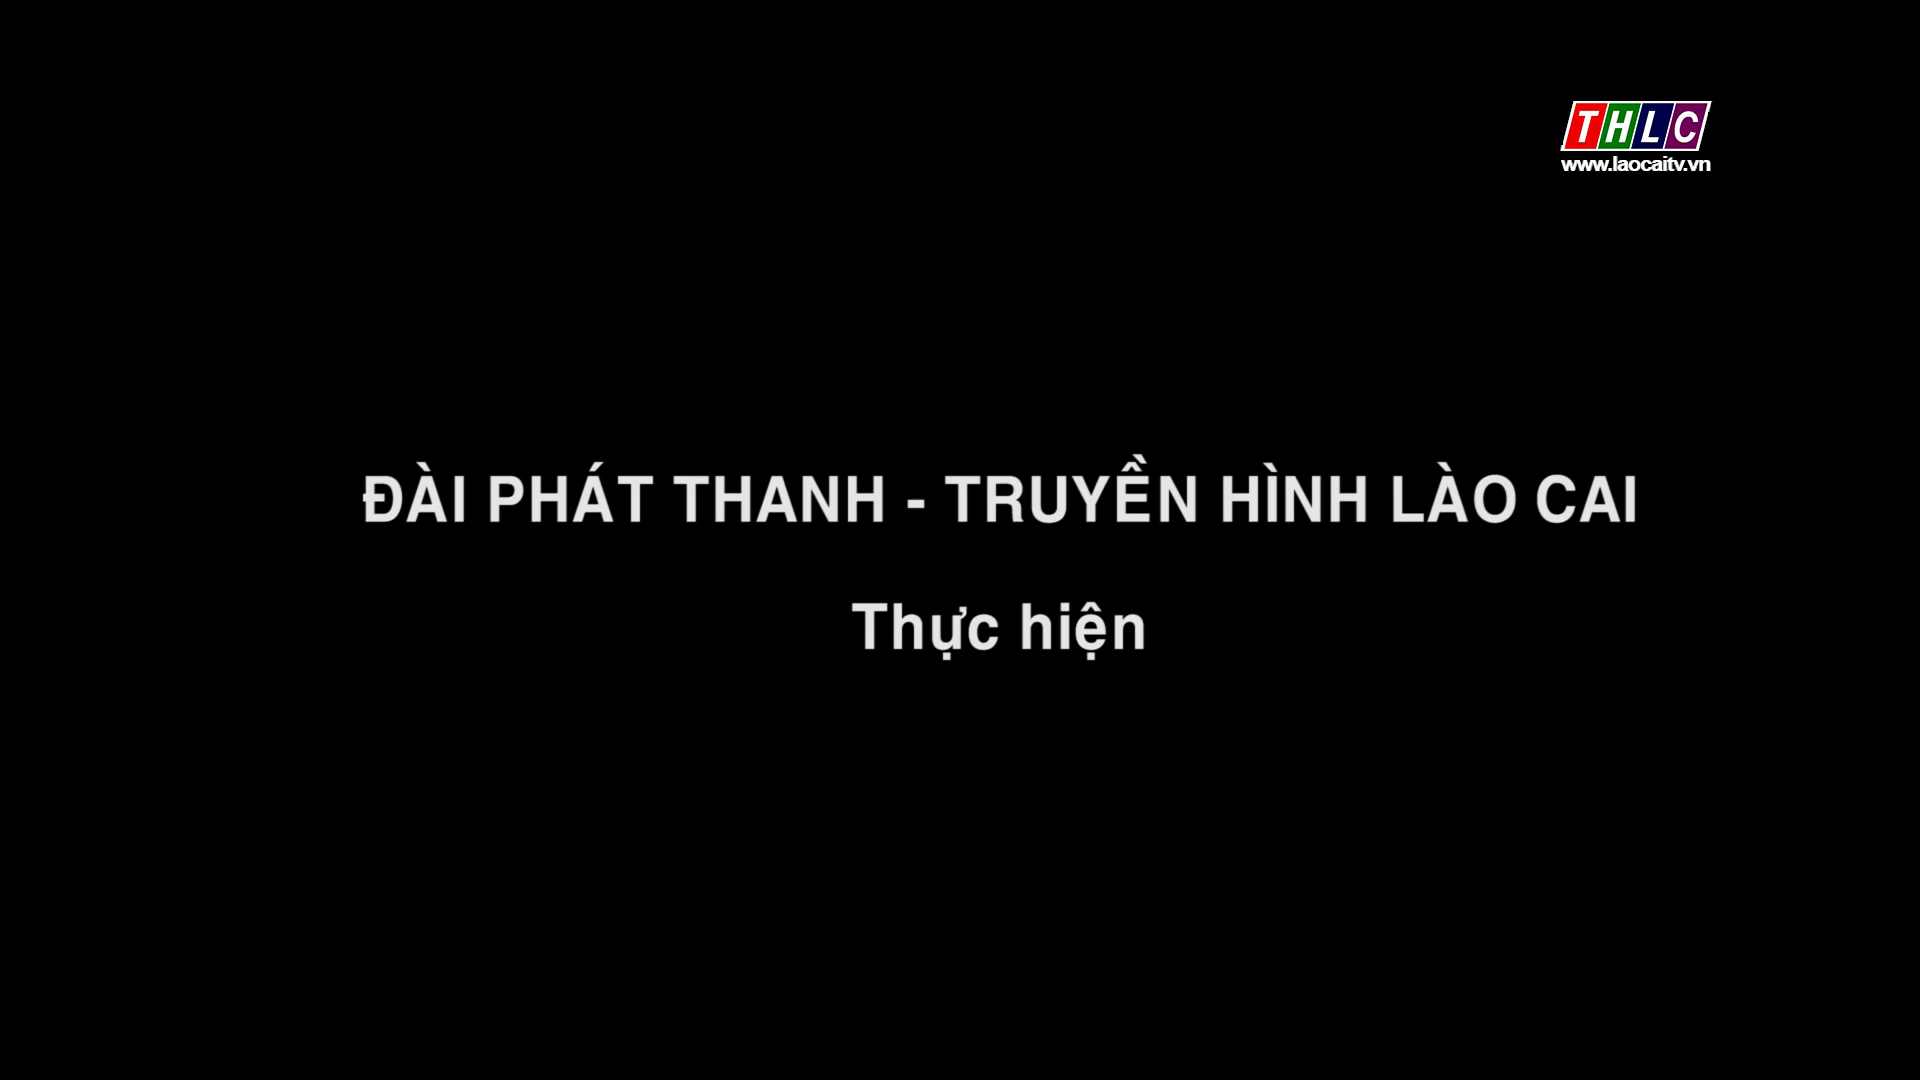 THLC
www.laocaitv.vn
ĐÀI PHÁT THANH - TRUYỀN HÌNH LÀO CAI
Thực hiện